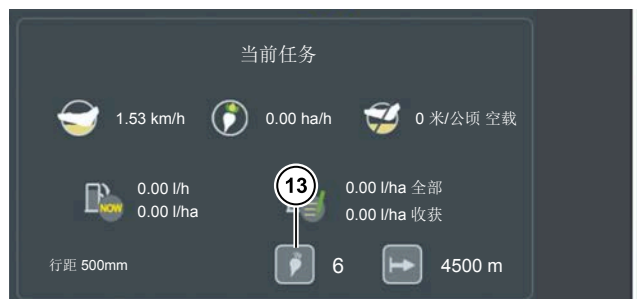 当前任务
1.53 km/h 0.00 ha/h 0 米/公顷 空载
0.00 l/h 13 0.00 l/ha 全部
NOW 0.00 l/ha 0.00 l/ha 收获
行距 500mm 6 4500 m